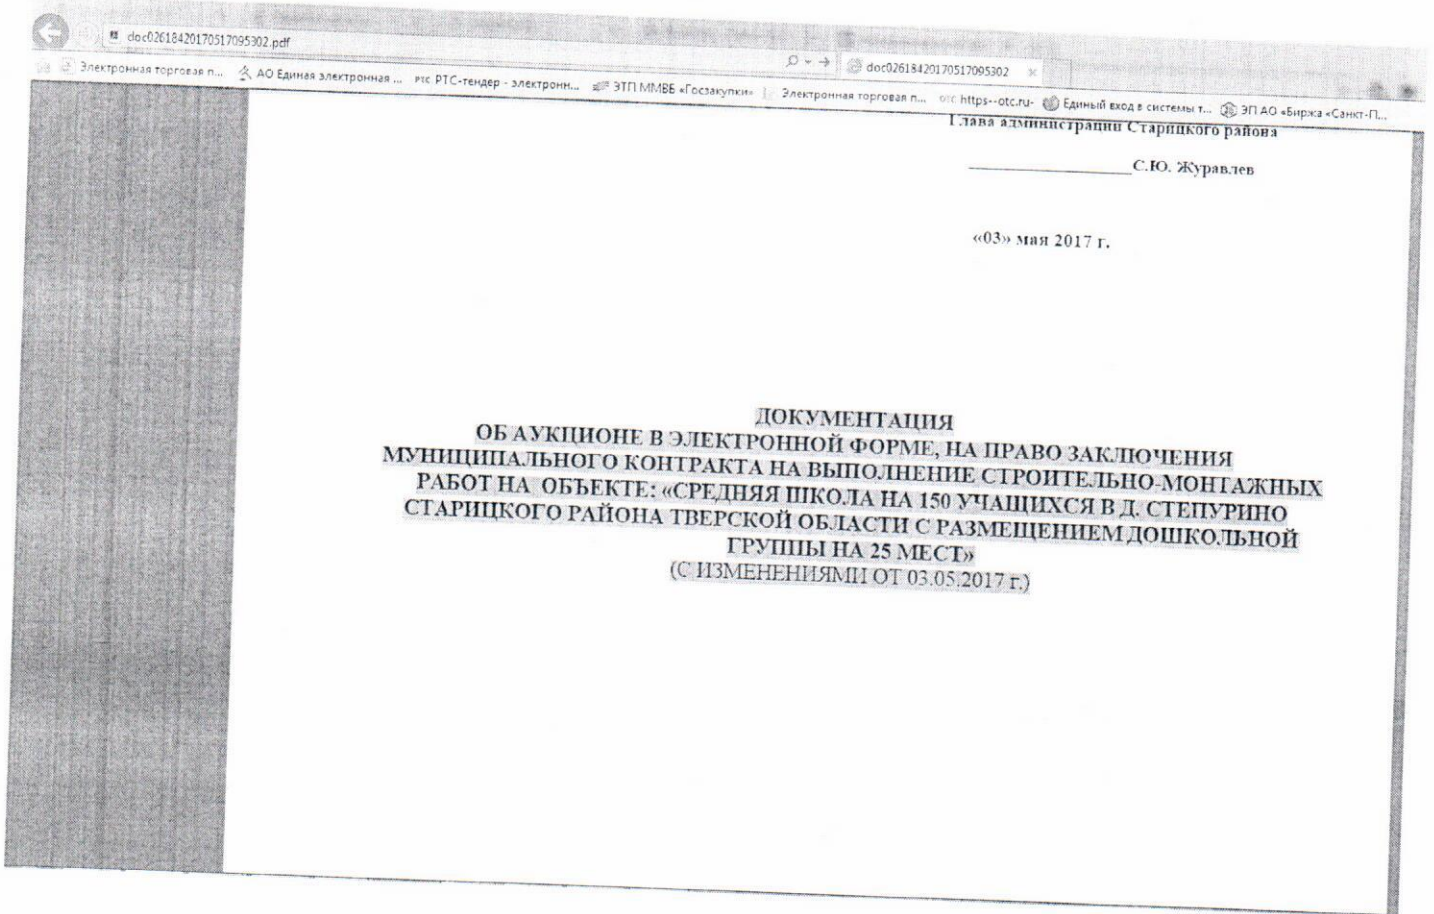 doc02618420170517095302.pdf
doc02618420170517095302
Электронная торговая п... АО Единая электронная ... РТС РТС-тендер - электронн... ЭТП ММВБ «Госзакупки» Электронная торговая п... отс https--otc.ru- Единый вход в системы т... ЭП АО «Биржа «Санкт-П...
Глава администрации Старицкого района
________________С.Ю. Журавлев
«03» мая 2017 г.
ДОКУМЕНТАЦИЯ
ОБ АУКЦИОНЕ В ЭЛЕКТРОННОЙ ФОРМЕ, НА ПРАВО ЗАКЛЮЧЕНИЯ
МУНИЦИПАЛЬНОГО КОНТРАКТА НА ВЫПОЛНЕНИЕ СТРОИТЕЛЬНО-МОНТАЖНЫХ
РАБОТ НА ОБЪЕКТЕ: «СРЕДНЯЯ ШКОЛА НА 150 УЧАЩИХСЯ В Д. СТЕПУРИНО
СТАРИЦКОГО РАЙОНА ТВЕРСКОЙ ОБЛАСТИ С РАЗМЕЩЕНИЕМ ДОШКОЛЬНОЙ
ГРУППЫ НА 25 МЕСТ»
(С ИЗМЕНЕНИЯМИ ОТ 03.05.2017 г.)